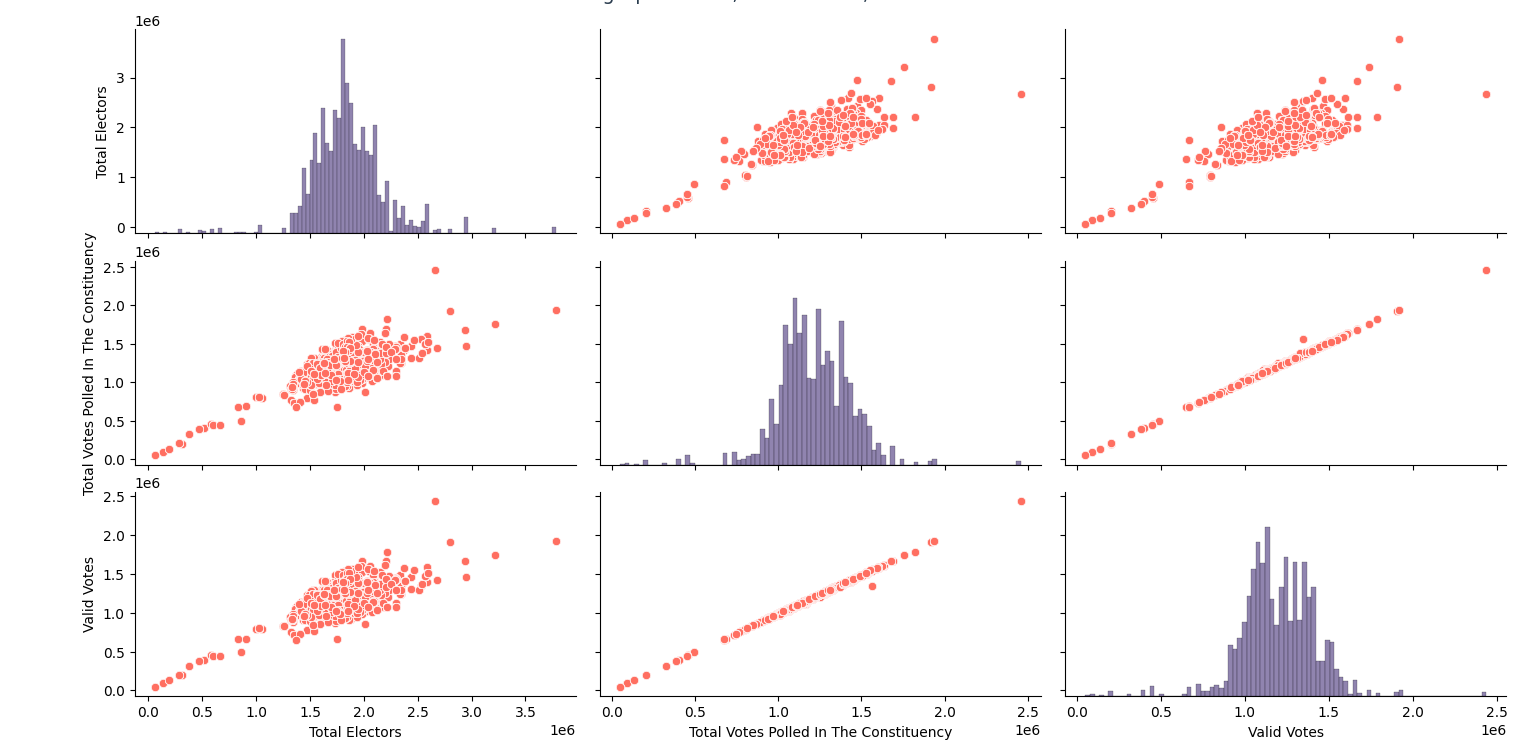 1e6
Total Electors
3
2
1
0
1e6
Total Votes Polled In The Constituency
2.5
2.0
1.5
1.0
0.5
0.0
1e6
Valid Votes
2.5
2.0
1.5
1.0
0.5
0.0
0.0 0.5 1.0 1.5 2.0 2.5 3.0 3.5
1e6
Total Electors
0.0 0.5 1.0 1.5 2.0 2.5
1e6
Total Votes Polled In The Constituency
0.0 0.5 1.0 1.5 2.0 2.5
1e6
Valid Votes